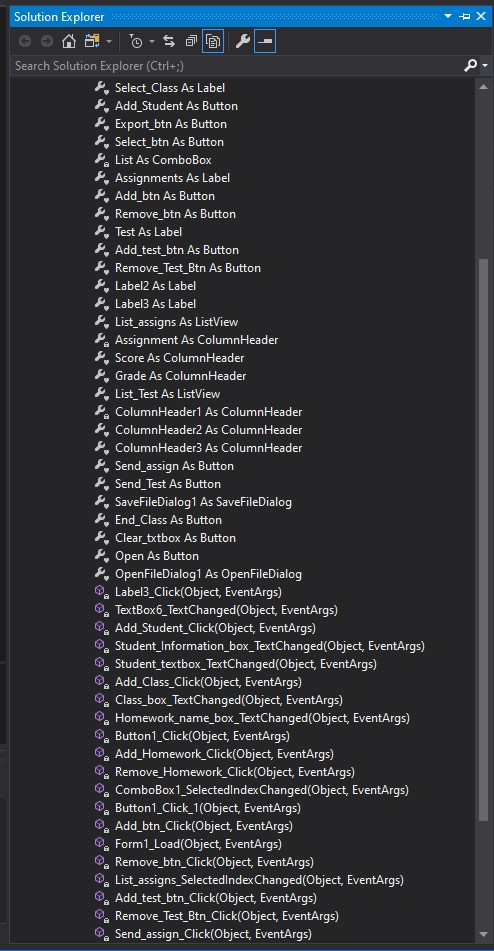 Solution Explorer
Search Solution Explorer (Ctrl+;)
Select_Class As Label
Add_Student As Button
Export_btn As Button
Select_btn As Button
List As ComboBox
Assignments As Label
Add_btn As Button
Remove_btn As Button
Test As Label
Add_test_btn As Button
Remove_Test_Btn As Button
Label2 As Label
Label3 As Label
List_assigns As ListView
Assignment As ColumnHeader
Score As ColumnHeader
Grade As ColumnHeader
List_Test As ListView
ColumnHeader1 As ColumnHeader
ColumnHeader2 As ColumnHeader
ColumnHeader3 As ColumnHeader
Send_assign As Button
Send_Test As Button
SaveFileDialog1 As SaveFileDialog
End_Class As Button
Clear_txtbox As Button
Open As Button
OpenFileDialog1 As OpenFileDialog
Label3_Click(Object, EventArgs)
TextBox6_TextChanged(Object, EventArgs)
Add_Student_Click(Object, EventArgs)
Student_Information_box_TextChanged(Object, EventArgs)
Student_textbox_TextChanged(Object, EventArgs)
Add_Class_Click(Object, EventArgs)
Class_box_TextChanged(Object, EventArgs)
Homework_name_box_TextChanged(Object, EventArgs)
Button1_Click(Object, EventArgs)
Add_Homework_Click(Object, EventArgs)
Remove_Homework_Click(Object, EventArgs)
ComboBox1_SelectedIndexChanged(Object, EventArgs)
Button1_Click_1(Object, EventArgs)
Add_btn_Click(Object, EventArgs)
Form1_Load(Object, EventArgs)
Remove_btn_Click(Object, EventArgs)
List_assigns_SelectedIndexChanged(Object, EventArgs)
Add_test_btn_Click(Object, EventArgs)
Remove_Test_Btn_Click(Object, EventArgs)
Send_assign_Click(Object, EventArgs)